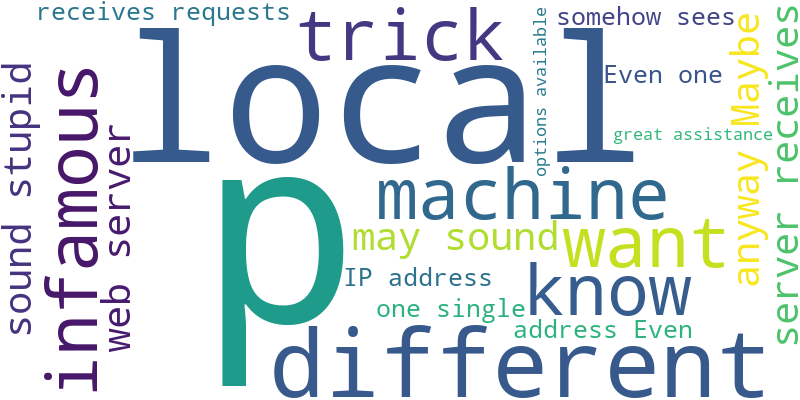 receives requests
trick
somehow sees
local
Even one
options available
great assistance
infamous
sound stupid
web server
p
machine
may sound
want
anyway Maybe
server receives
IP address
know
one single
address Even
different